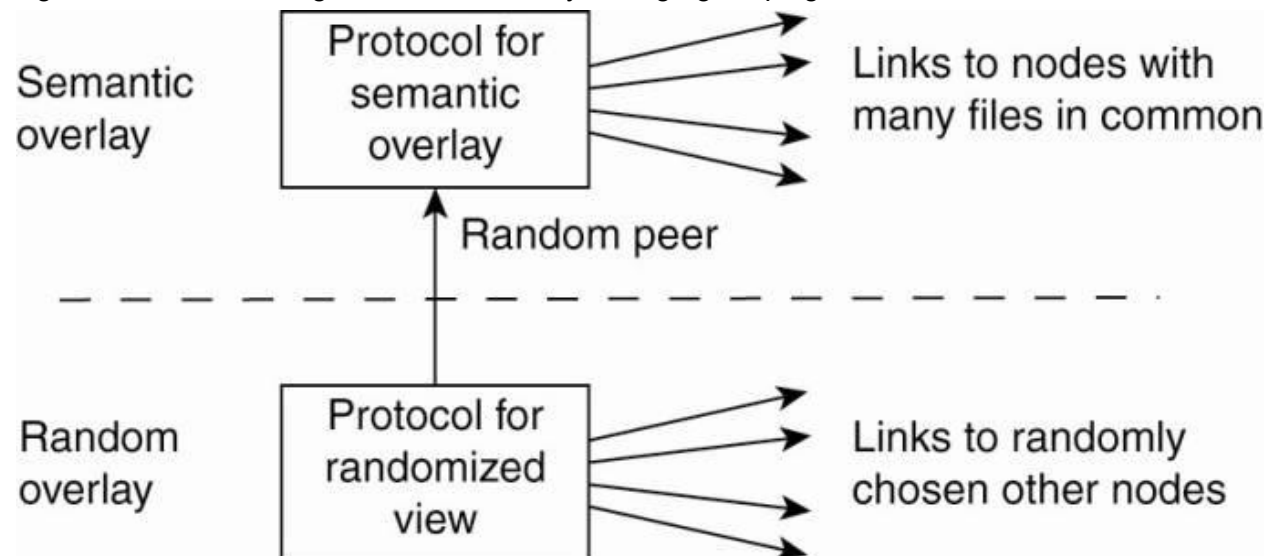 Protocol for
semantic
overlay
Semantic
overlay
Links to nodes with
many files in common
Random peer
Protocol for
randomized
view
Random
overlay
Links to randomly
chosen other nodes